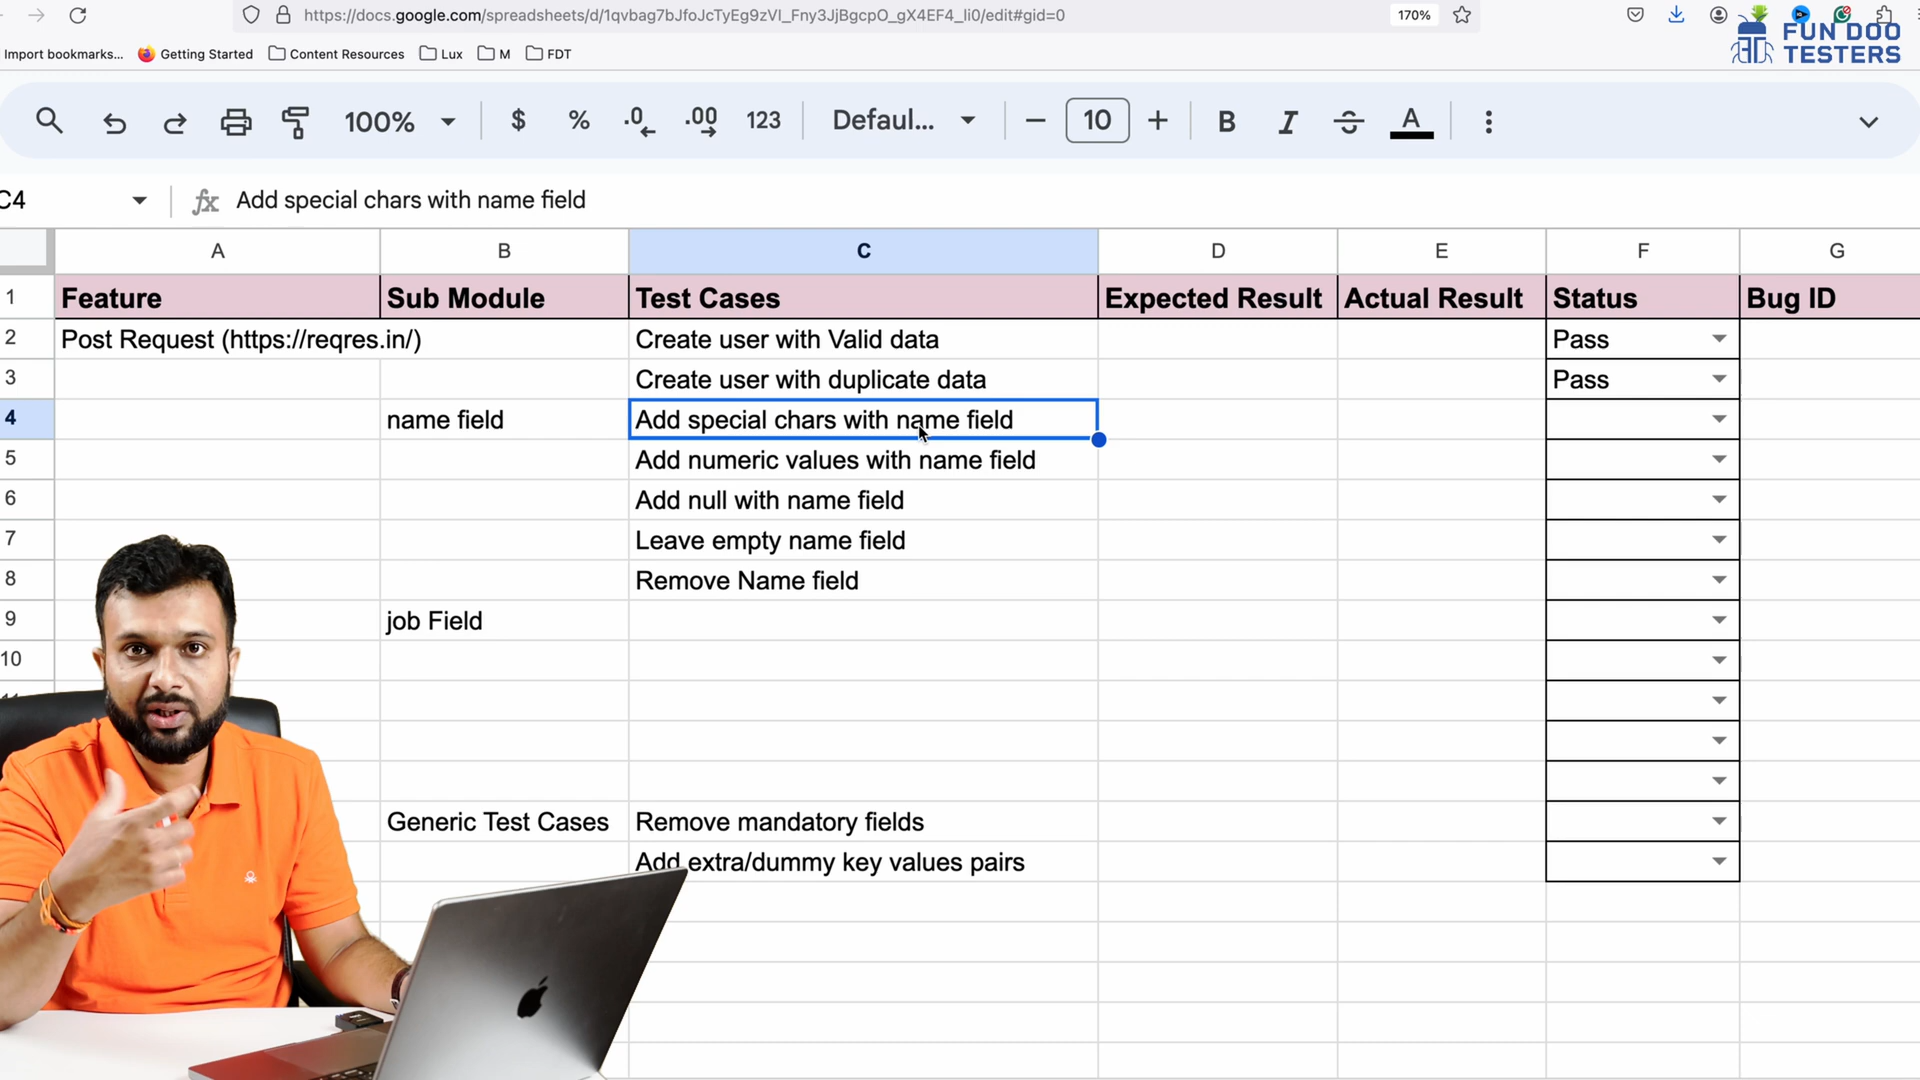 https://docs.google.com/spreadsheets/d/1qvbag7bJfoJcTyEg9zVI_Fny3JjBgcpO_gX4EF4_li0/edit#gid=0
170%
Import bookmarks...
Getting Started
Content Resources
Lux
M
FDT
FUN DOO
TESTERS
100%
$
%
.0
.00
123
Defaul...
10
B
I
A
C4
fx
Add special chars with name field
A
B
C
D
E
F
G
1
Feature
Sub Module
Test Cases
Expected Result
Actual Result
Status
Bug ID
2
Post Request (https://reqres.in/)
Create user with Valid data
Pass
3
Create user with duplicate data
Pass
4
name field
Add special chars with name field
5
Add numeric values with name field
6
Add null with name field
7
Leave empty name field
8
Remove Name field
9
job Field
10
Generic Test Cases
Remove mandatory fields
Add extra/dummy key values pairs